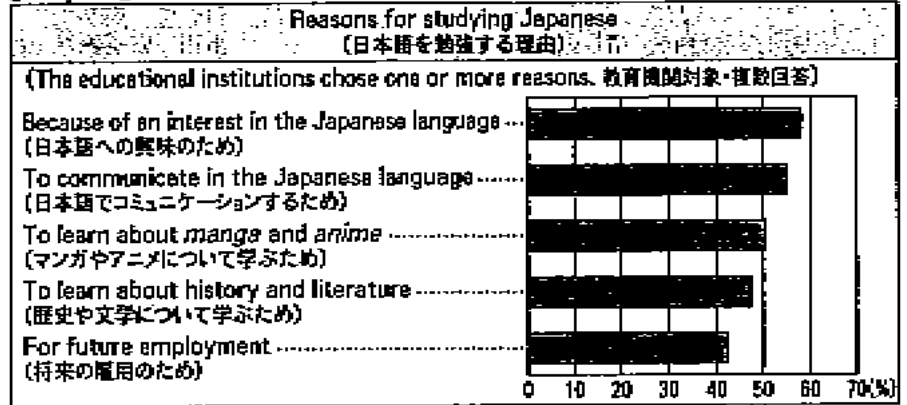 Reasons for studying Japanese
(日本語を勉強する理由)
(The educational institutions chose one or more reasons. 教育機関対象・複数回答)
Because of an interest in the Japanese language
(日本語への興味のため)
To communicate in the Japanese language
(日本語でコミュニケーションするため)
To learn about manga and anime
(マンガやアニメについて学ぶため)
To learn about history and literature
(歴史や文学について学ぶため)
For future employment
(将来の雇用のため)
0 10 20 30 40 50 60 70(%)